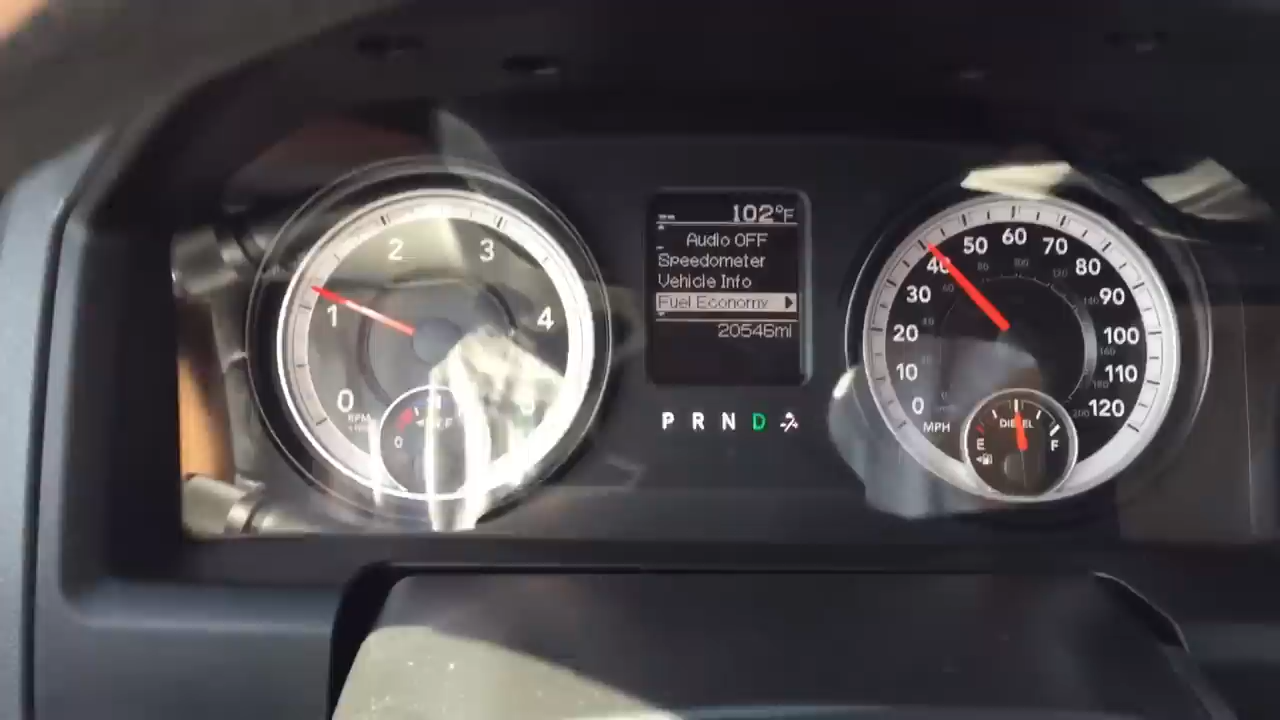 102°F
Audio OFF
Speedometer
Vehicle Info
Fuel Economy
20546mi
P R N D
0 1 2 3 4
RPM
0
0 10 20 30 40 50 60 70 80 90 100 110 120
MPH
DIESEL
E F